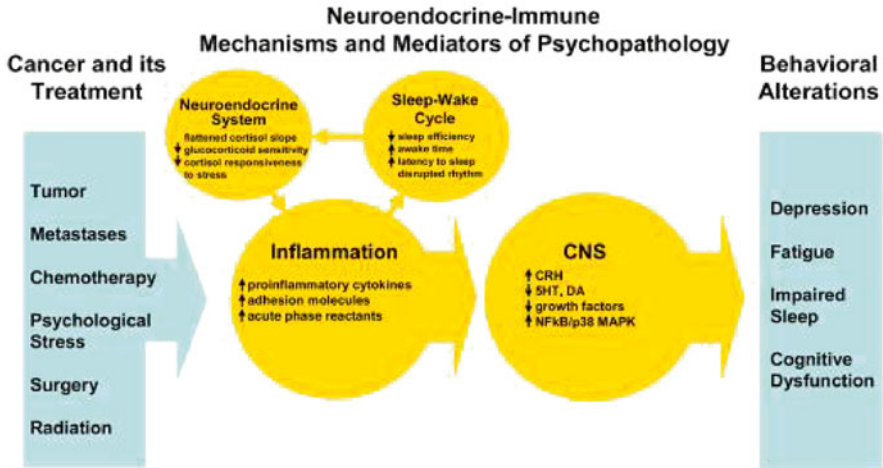 Neuroendocrine-Immune
Mechanisms and Mediators of Psychopathology
Cancer and its
Treatment
Tumor
Metastases
Chemotherapy
Psychological
Stress
Surgery
Radiation
Neuroendocrine
System
flattened cortisol slope
↓ glucocorticoid sensitivity
↓ cortisol responsiveness
to stress
Sleep-Wake
Cycle
↓ sleep efficiency
↑ awake time
↑ latency to sleep
disrupted rhythm
Inflammation
↑ proinflammatory cytokines
↑ adhesion molecules
↑ acute phase reactants
CNS
↑ CRH
↓ 5HT, DA
↓ growth factors
↑ NFkB/p38 MAPK
Behavioral
Alterations
Depression
Fatigue
Impaired
Sleep
Cognitive
Dysfunction